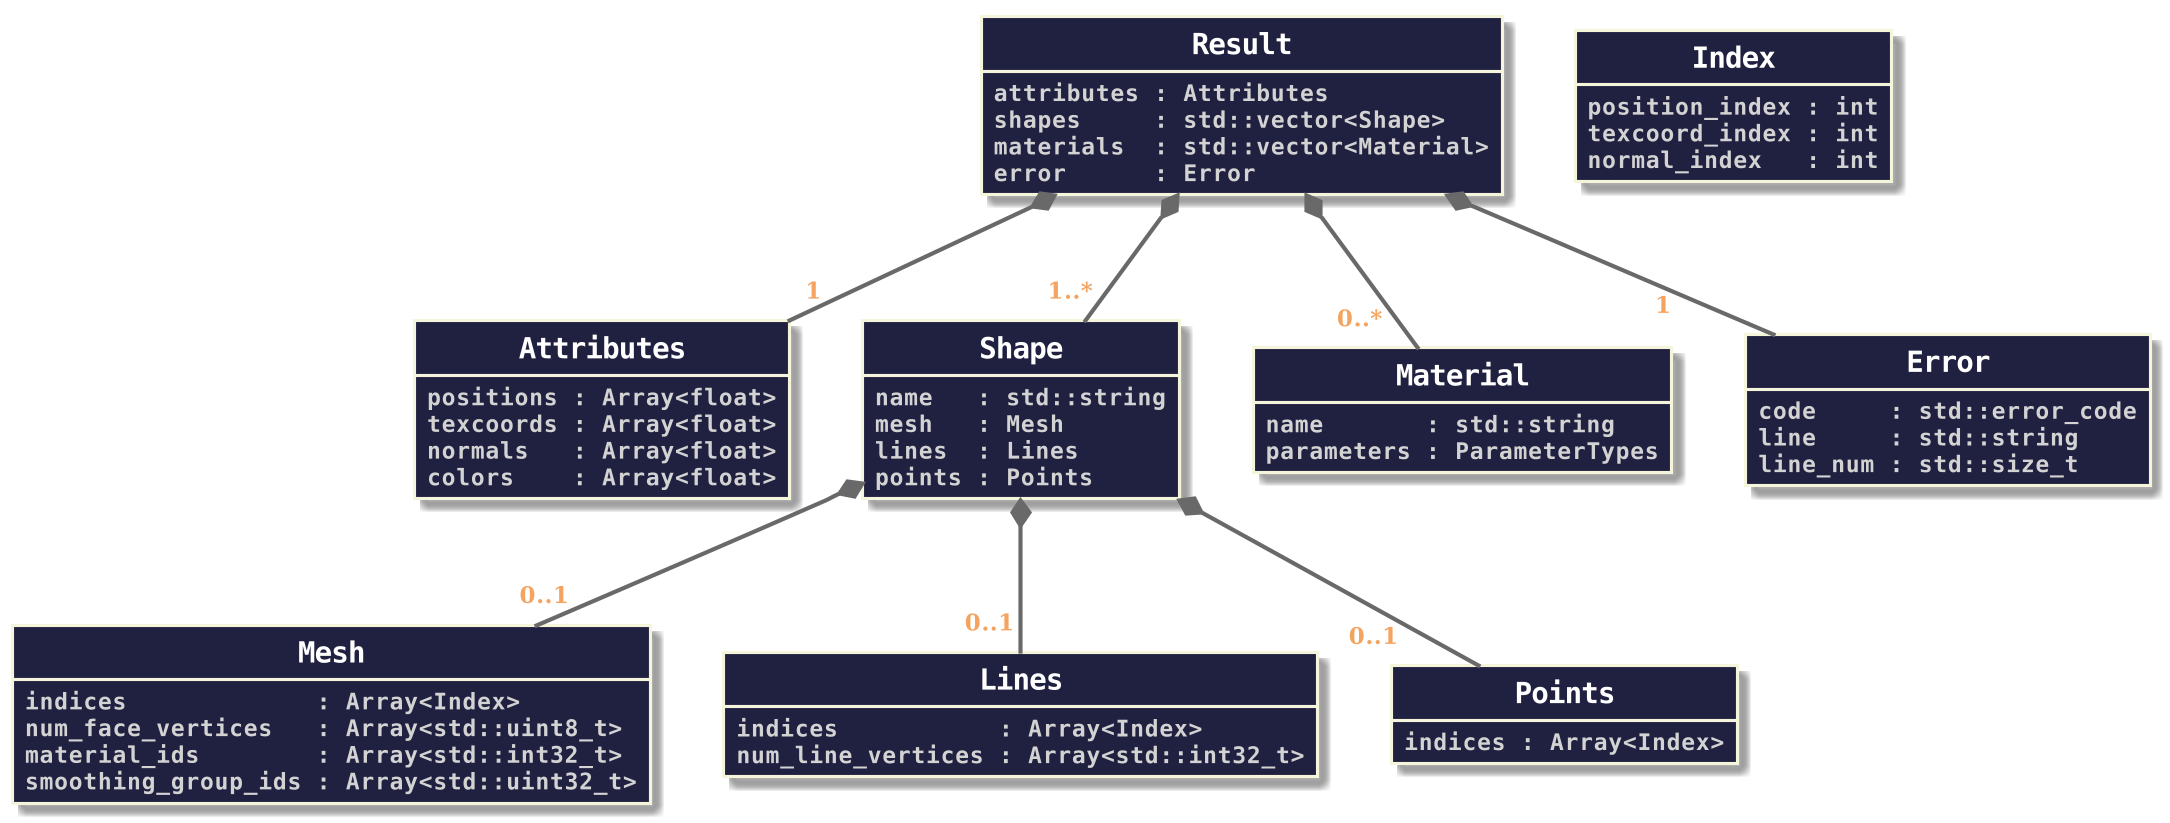 Result
attributes : Attributes
shapes     : std::vector<Shape>
materials  : std::vector<Material>
error      : Error
Index
position_index : int
texcoord_index : int
normal_index   : int
1
1..*
0..*
1
Attributes
positions : Array<float>
texcoords : Array<float>
normals   : Array<float>
colors    : Array<float>
Shape
name   : std::string
mesh   : Mesh
lines  : Lines
points : Points
Material
name       : std::string
parameters : ParameterTypes
Error
code     : std::error_code
line     : std::string
line_num : std::size_t
0..1
0..1
0..1
Mesh
indices             : Array<Index>
num_face_vertices   : Array<std::uint8_t>
material_ids        : Array<std::int32_t>
smoothing_group_ids : Array<std::uint32_t>
Lines
indices           : Array<Index>
num_line_vertices : Array<std::int32_t>
Points
indices : Array<Index>